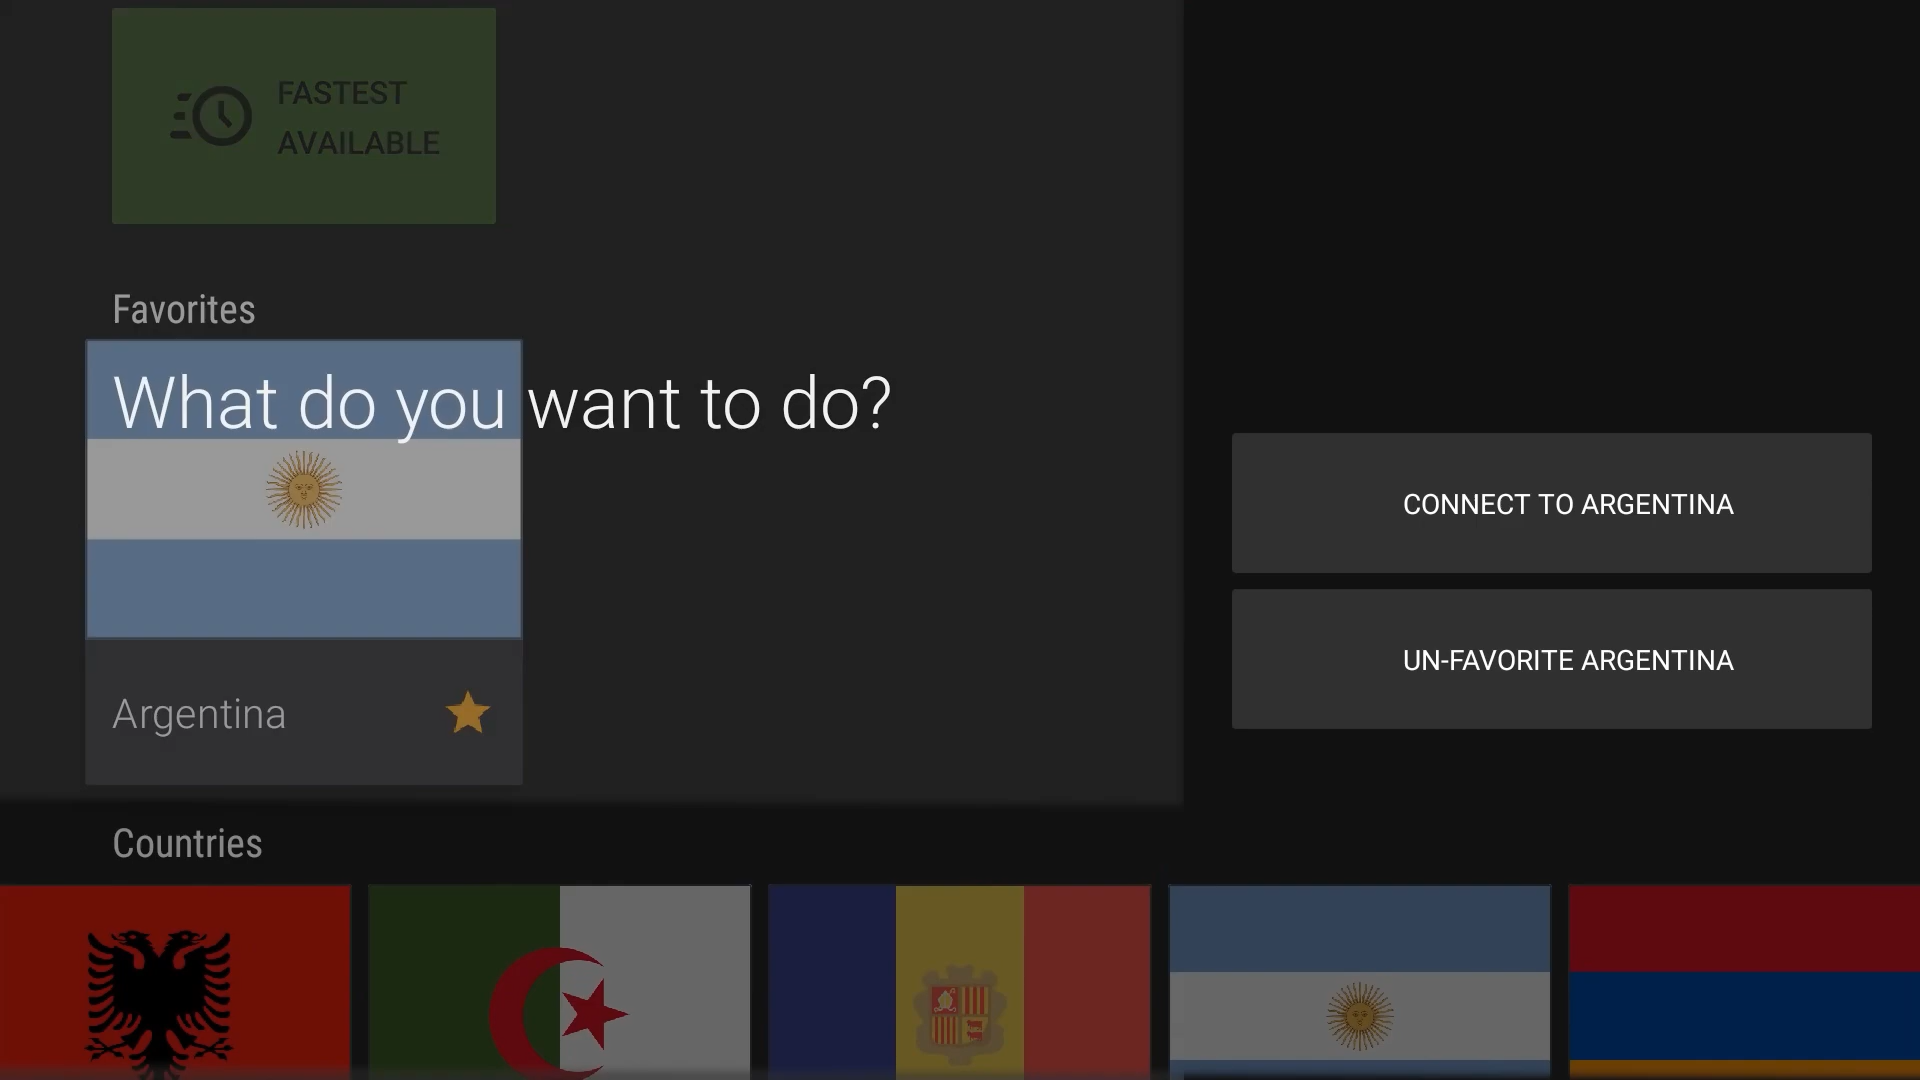 FASTEST
AVAILABLE
Favorites
What do you want to do?
Argentina
CONNECT TO ARGENTINA
UN-FAVORITE ARGENTINA
Countries